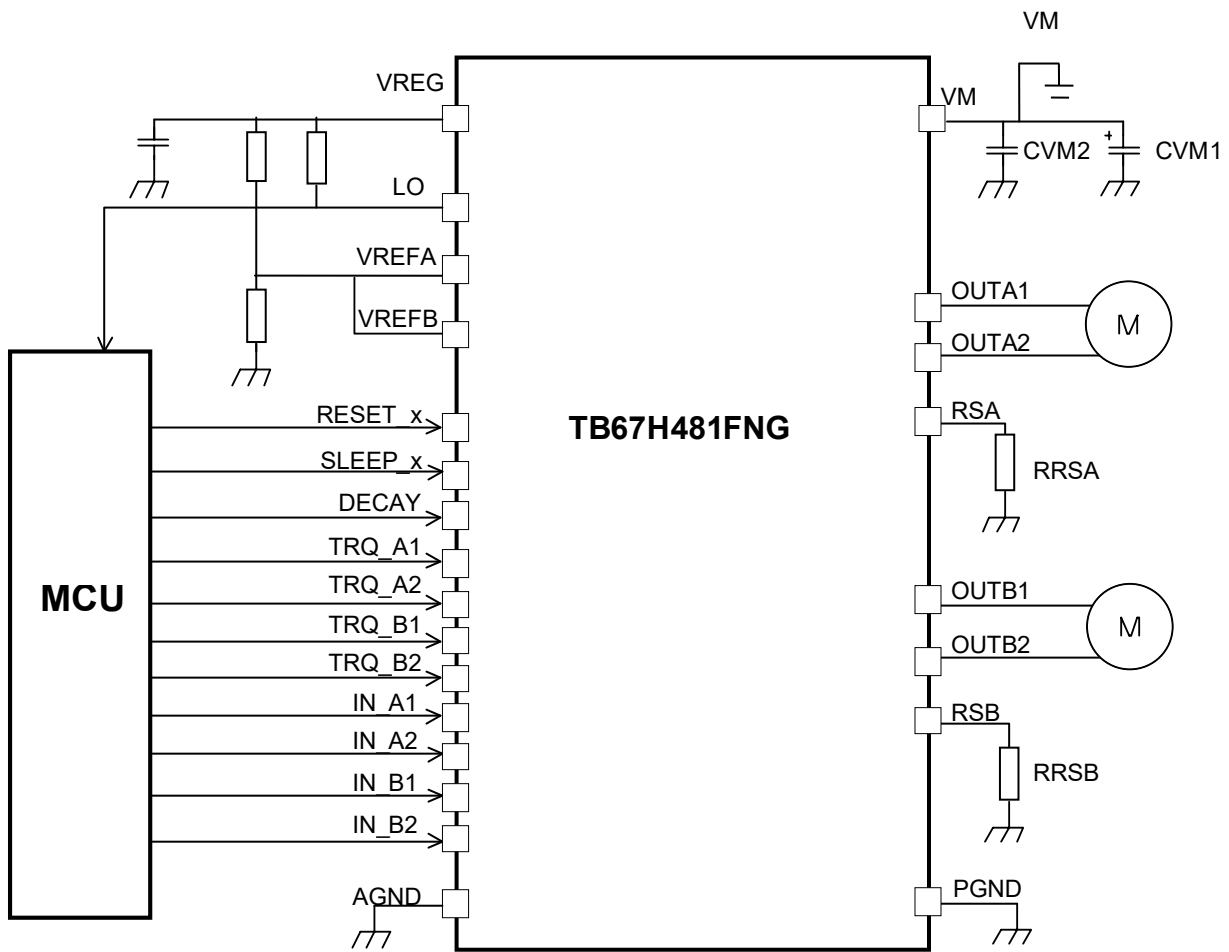 VM
VREG
VM
CVM2
CVM1
+
LO
VREFA
VREFB
OUTA1
M
OUTA2
RESET_x
RSA
TB67H481FNG
SLEEP_x
RRSA
DECAY
TRQ_A1
MCU
TRQ_A2
OUTB1
M
TRQ_B1
TRQ_B2
OUTB2
IN_A1
RSB
IN_A2
RRSB
IN_B1
IN_B2
AGND
PGND